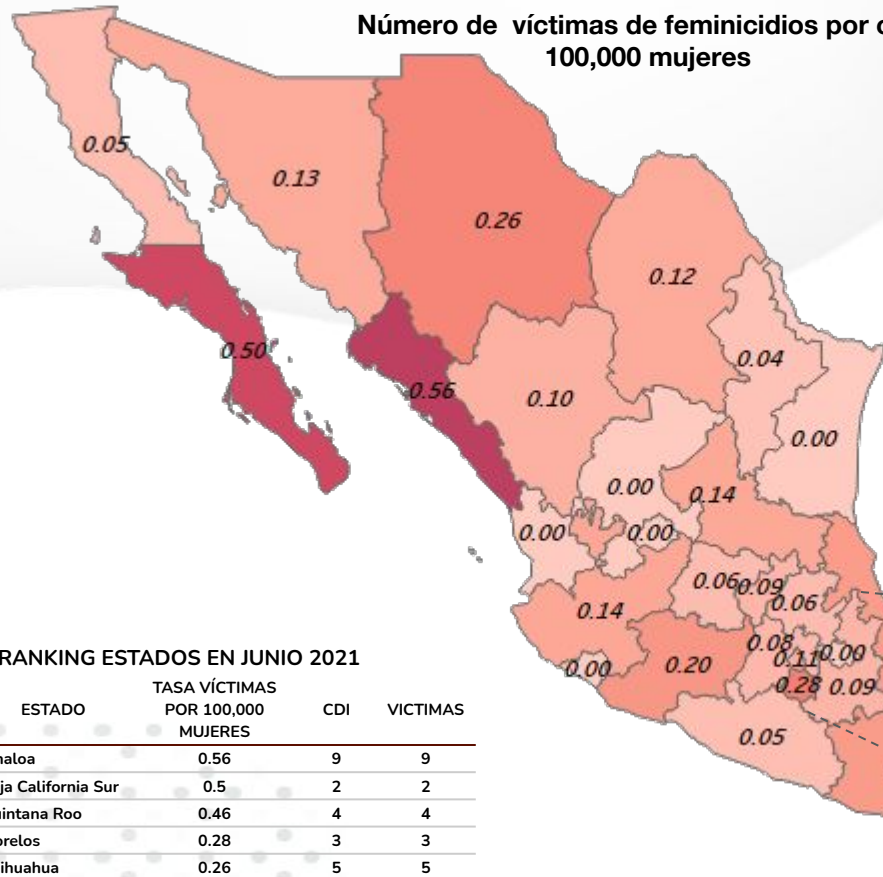 Número de víctimas de feminicidios por
100,000 mujeres
0.05
0.13
0.26
0.12
0.50
0.56
0.10
0.04
0.00
0.00
0.14
0.00
0.00
0.06
0.09
0.06
0.14
0.08
0.11
0.00
0.00
0.20
0.28
0.09
0.05
RANKING ESTADOS EN JUNIO 2021
ESTADO TASA VÍCTIMAS POR 100,000 MUJERES CDI VICTIMAS
naloa 0.56 9 9
ja California Sur 0.5 2 2
uintana Roo 0.46 4 4
orelos 0.28 3 3
ihuahua 0.26 5 5